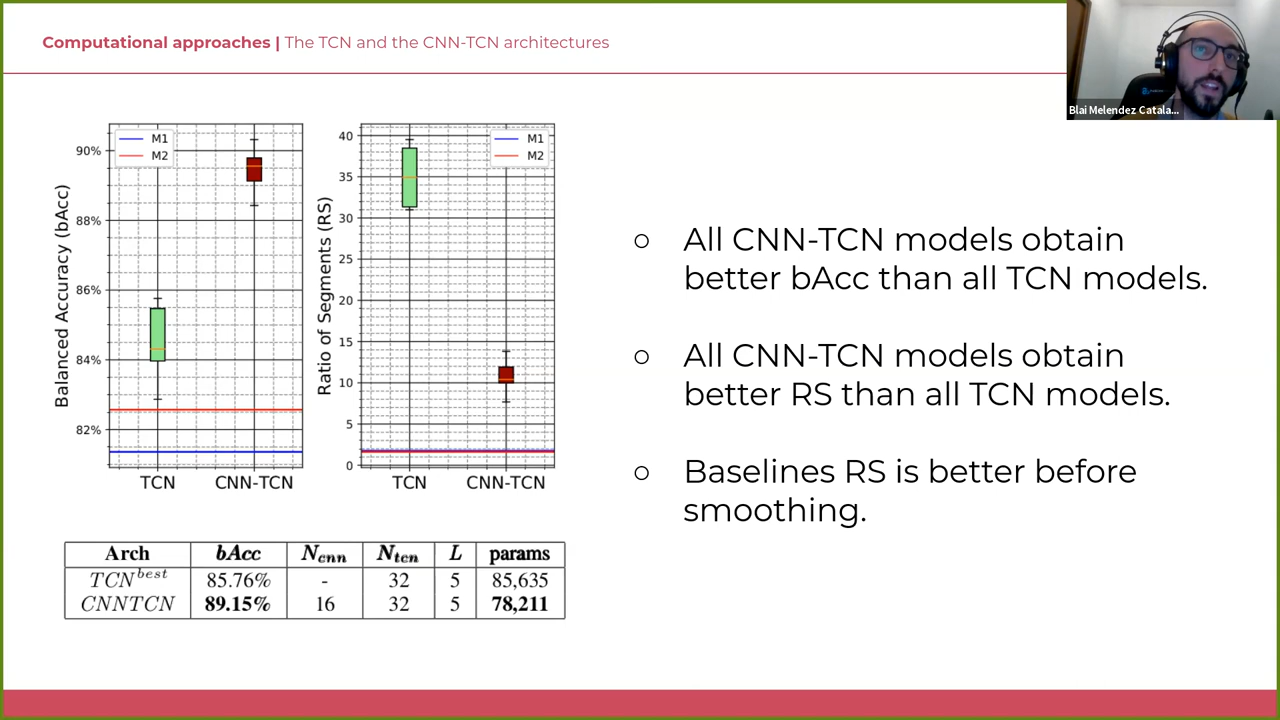 Computational approaches | The TCN and the CNN-TCN architectures
Blai Melendez Catala...
Balanced Accuracy (bAcc)
M1
M2
90%
88%
86%
84%
82%
TCN
CNN-TCN
Ratio of Segments (RS)
M1
M2
40
35
30
25
20
15
10
5
0
TCN
CNN-TCN
○ All CNN-TCN models obtain
better bAcc than all TCN models.
○ All CNN-TCN models obtain
better RS than all TCN models.
○ Baselines RS is better before
smoothing.
Arch bAcc N_cnn N_tcn L params
TCN^best 85.76% - 32 5 85,635
CNNTCN 89.15% 16 32 5 78,211